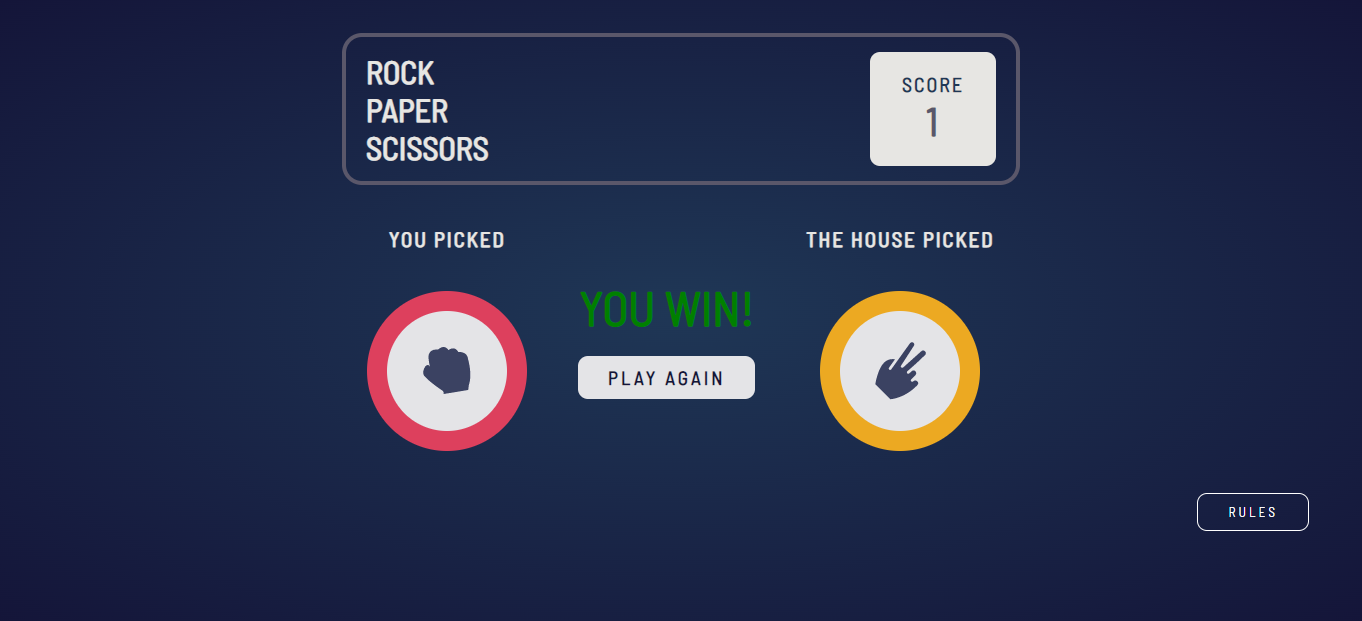 ROCK
PAPER
SCISSORS
SCORE
1
YOU PICKED
THE HOUSE PICKED
YOU WIN!
PLAY AGAIN
RULES